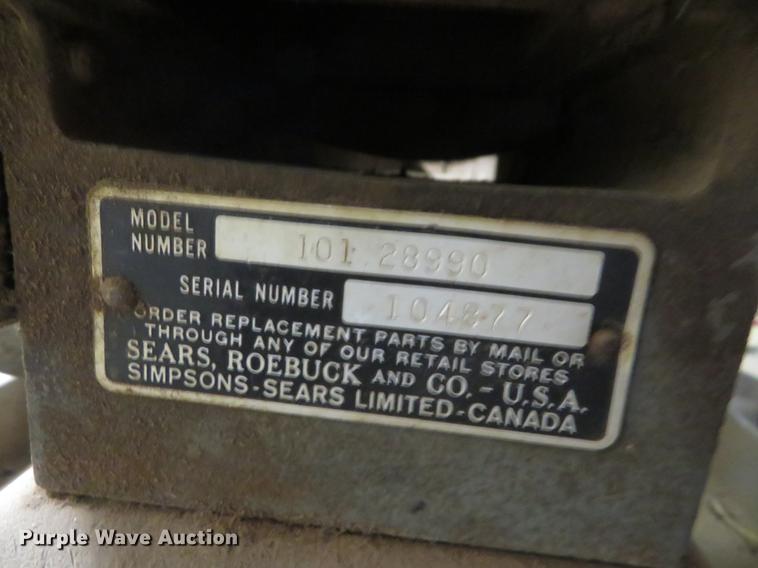 MODEL
NUMBER 101 28990
SERIAL NUMBER 104877
ORDER REPLACEMENT PARTS BY MAIL OR
THROUGH ANY OF OUR RETAIL STORES
SEARS, ROEBUCK AND CO. - U.S.A.
SIMPSONS-SEARS LIMITED-CANADA
Purple Wave Auction